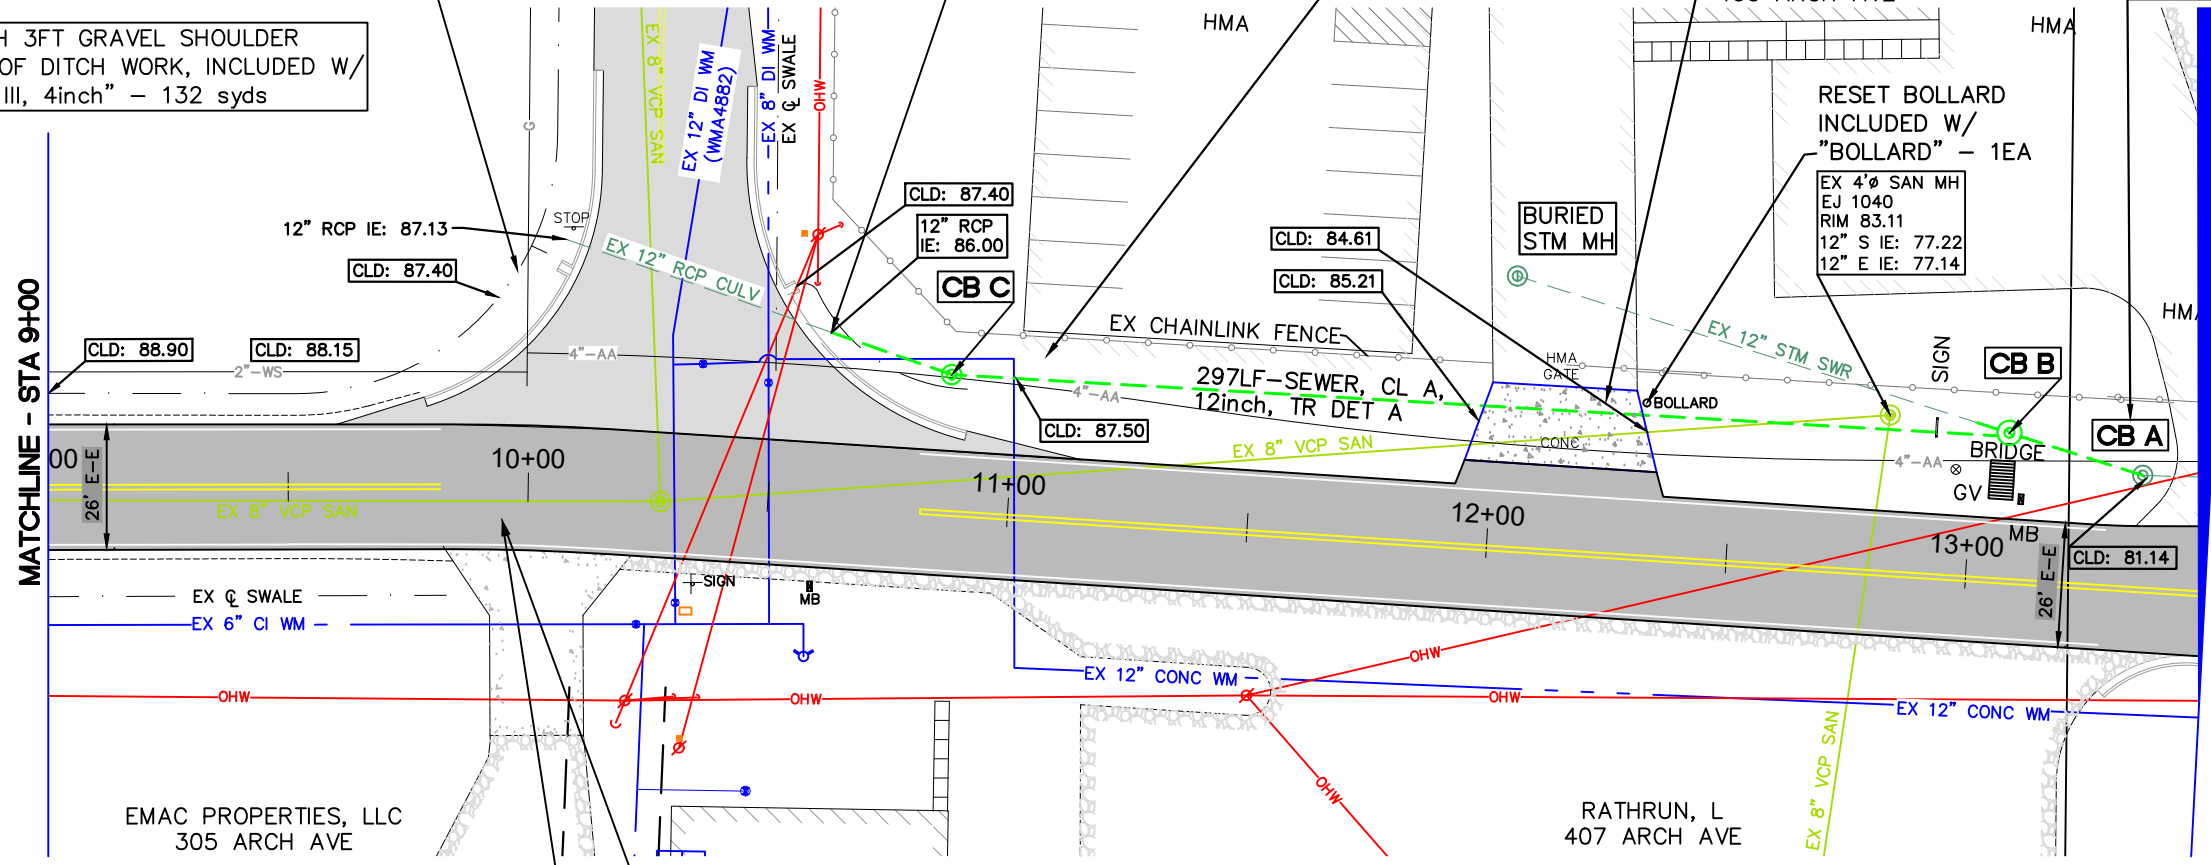 H 3FT GRAVEL SHOULDER
OF DITCH WORK, INCLUDED W/
III, 4inch" – 132 syds
MATCHLINE - STA 9+00
EX 8" VCP SAN
EX 12" DI WM
(WMA4882)
EX 8" DI WM
EX ℄ SWALE
OHW
G
STOP
12" RCP IE: 87.13
CLD: 87.40
CLD: 88.90
CLD: 88.15
2"-WS
EX 12" RCP CULV
4"-AA
CLD: 87.40
12" RCP
IE: 86.00
CB C
HMA
EX CHAINLINK FENCE
297LF-SEWER, CL A,
12inch, TR DET A
4"-AA
CLD: 87.50
CLD: 84.61
CLD: 85.21
BURIED
STM MH
HMA
GATE
CONC
BOLLARD
EX 8" VCP SAN
HMA
RESET BOLLARD
INCLUDED W/
"BOLLARD" – 1EA
EX 4'ø SAN MH
EJ 1040
RIM 83.11
12" S IE: 77.22
12" E IE: 77.14
EX 12" STM SWR
SIGN
CB B
CB A
HMA
BRIDGE
4"-AA
GV
MB
CLD: 81.14
00
10+00
11+00
12+00
13+00
26' E-E
EX 8" VCP SAN
26' E-E
EX ℄ SWALE
EX 6" CI WM
SIGN
MB
OHW
OHW
EX 12" CONC WM
OHW
OHW
OHW
EX 12" CONC WM
EX 8" VCP SAN
EMAC PROPERTIES, LLC
305 ARCH AVE
RATHRUN, L
407 ARCH AVE